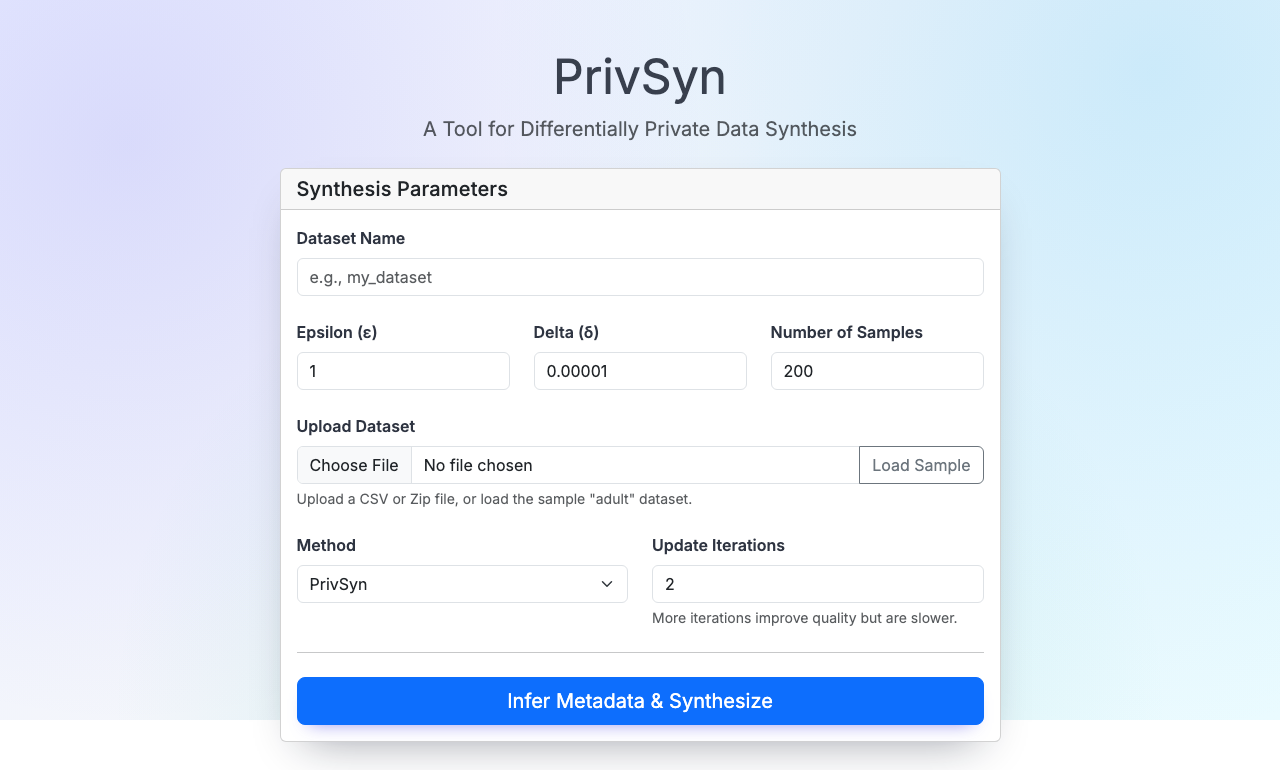 PrivSyn
A Tool for Differentially Private Data Synthesis
Synthesis Parameters
Dataset Name
e.g., my_dataset
Epsilon (ε) Delta (δ) Number of Samples
1 0.00001 200
Upload Dataset
Choose File No file chosen Load Sample
Upload a CSV or Zip file, or load the sample "adult" dataset.
Method Update Iterations
PrivSyn 2
More iterations improve quality but are slower.
Infer Metadata & Synthesize